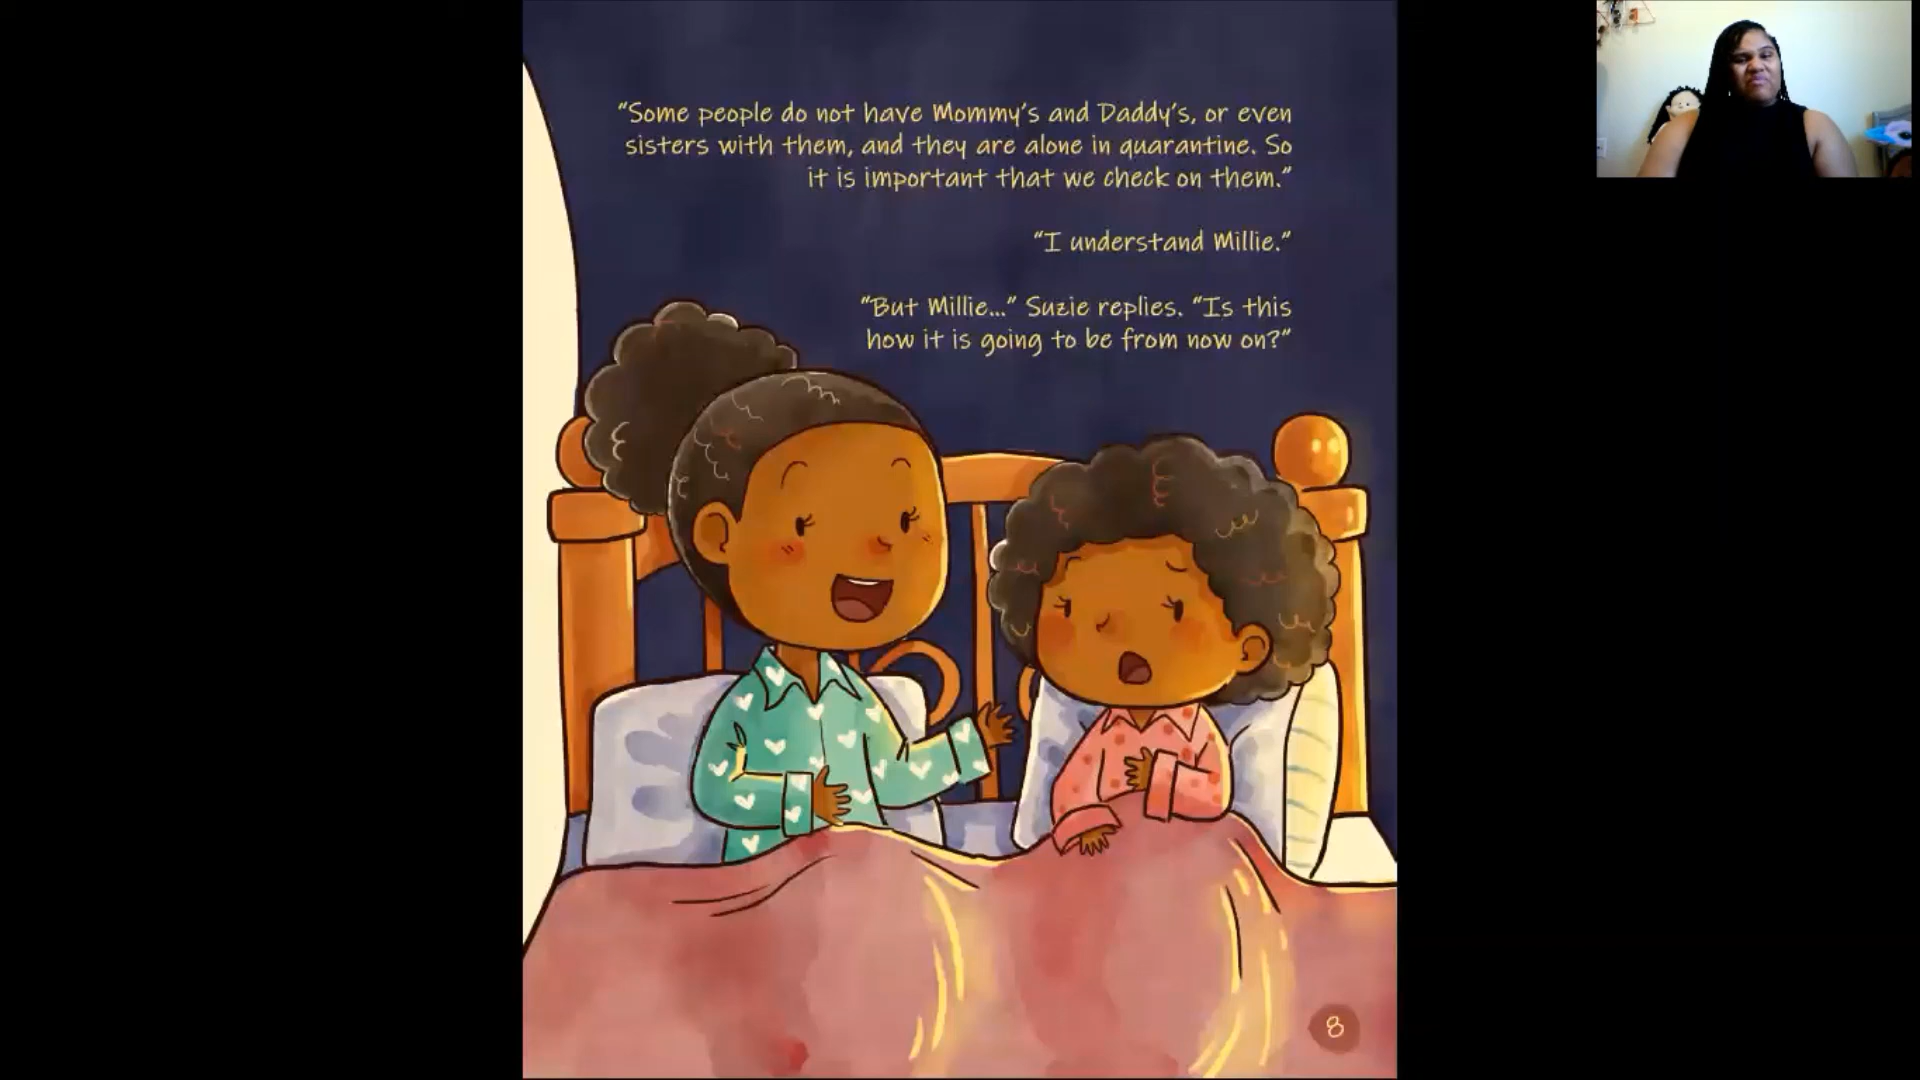 “Some people do not have Mommy’s and Daddy’s, or even
sisters with them, and they are alone in quarantine. So
it is important that we check on them.”
“I understand Millie.”
“But Millie...” Suzie replies. “Is this
how it is going to be from now on?”
8